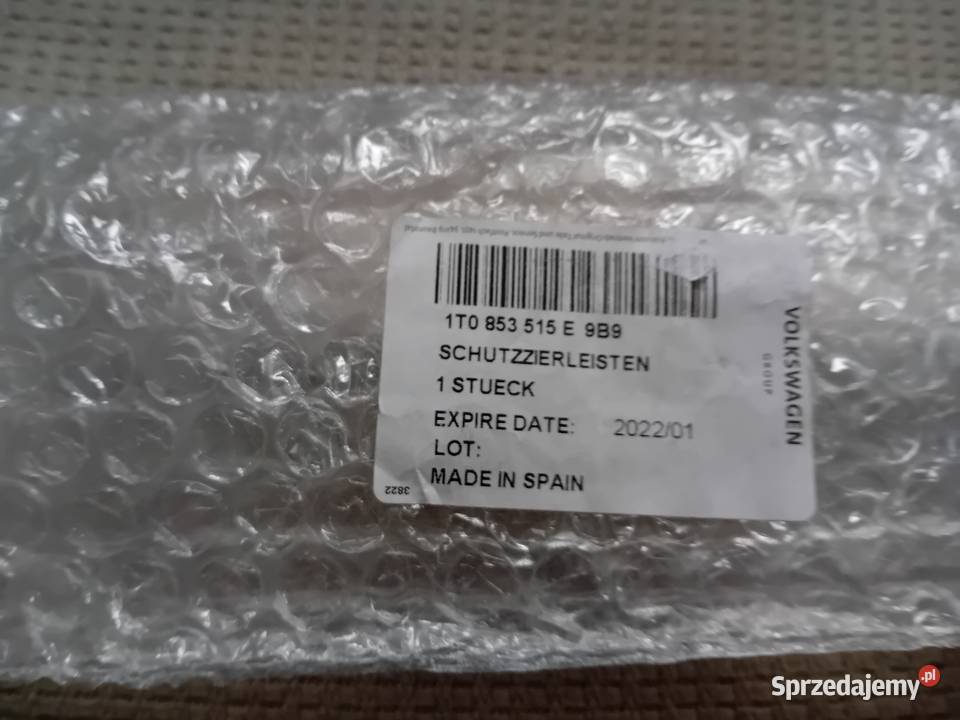 1T0 853 515 E 9B9
SCHUTZZIERLEISTEN
1 STUECK
EXPIRE DATE: 2022/01
LOT:
MADE IN SPAIN
3822
VOLKSWAGEN
GROUP
Sprzedajemy.pl